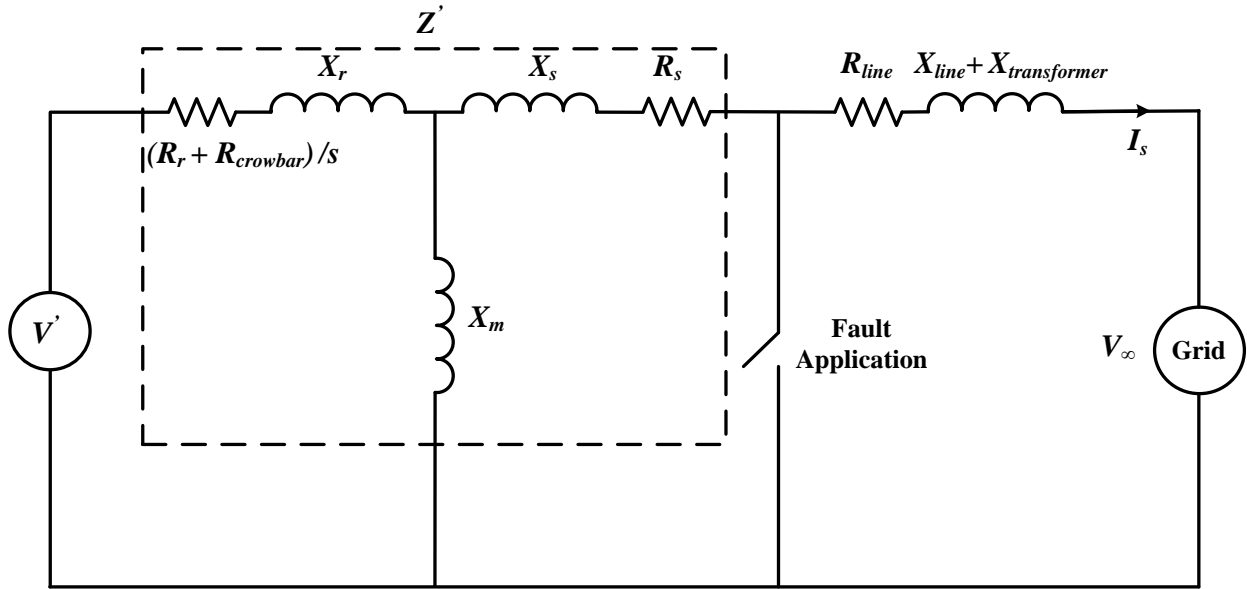 Z'
X_r
X_s
R_s
R_line
X_line + X_transformer
(R_r + R_crowbar) /s
I_s
V'
X_m
Fault
Application
V_∞
Grid